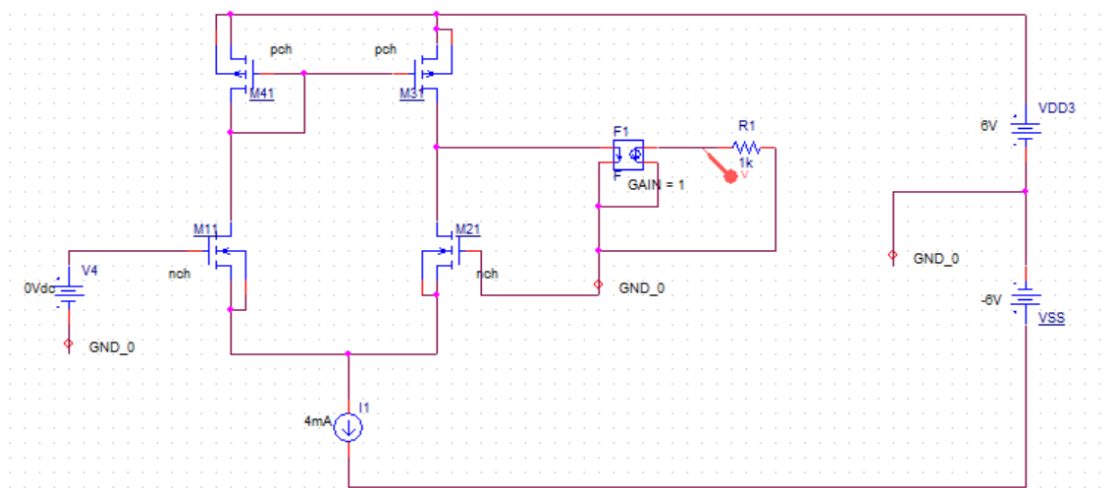 pch
pch
M41
M31
VDD3
6V
F1
R1
1k
F
GAIN = 1
V
M11
M21
V4
nch
nch
0Vdc
GND_0
GND_0
GND_0
-6V
VSS
I1
4mA